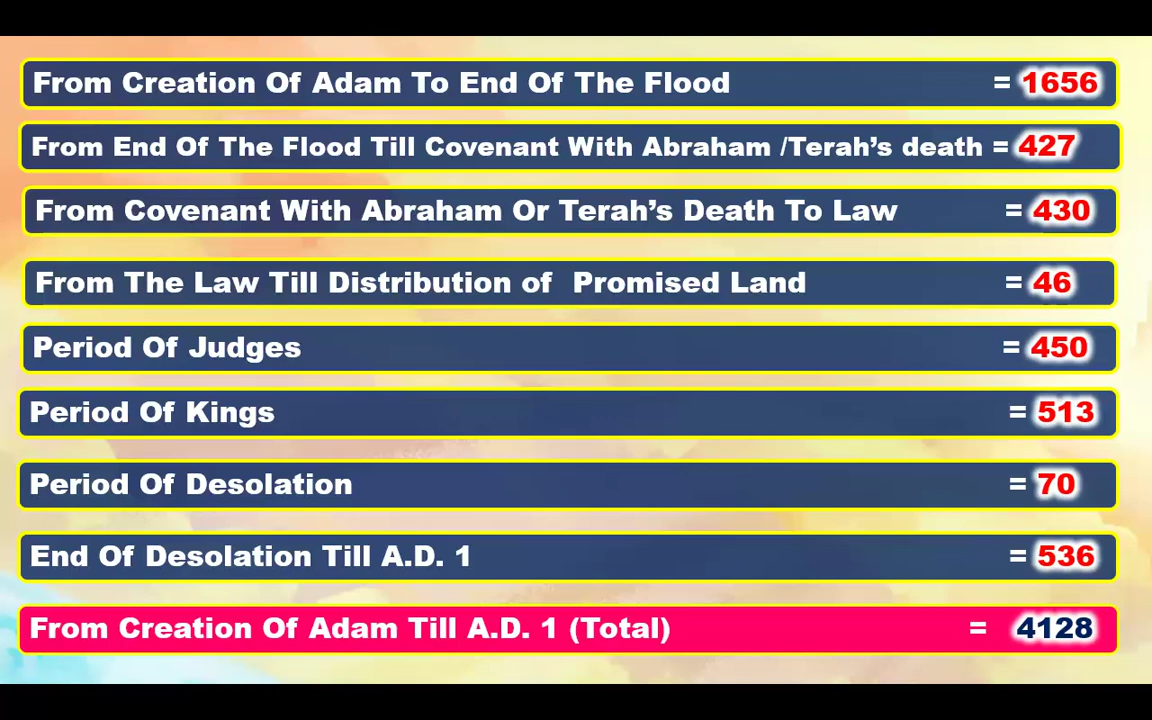 From Creation Of Adam To End Of The Flood = 1656
From End Of The Flood Till Covenant With Abraham /Terah’s death = 427
From Covenant With Abraham Or Terah’s Death To Law = 430
From The Law Till Distribution of Promised Land = 46
Period Of Judges = 450
Period Of Kings = 513
Period Of Desolation = 70
End Of Desolation Till A.D. 1 = 536
From Creation Of Adam Till A.D. 1 (Total) = 4128